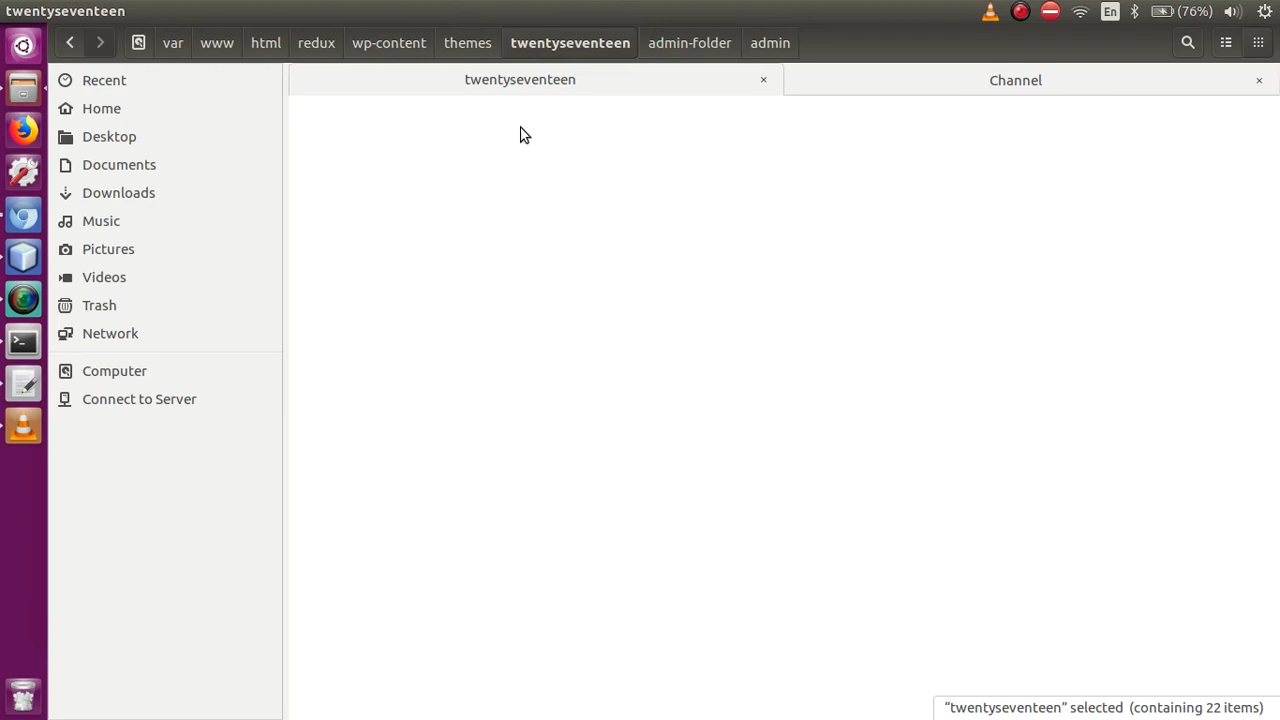 twentyseventeen
En
(76%)
var
www
html
redux
wp-content
themes
twentyseventeen
admin-folder
admin
Recent
Home
Desktop
Documents
Downloads
Music
Pictures
Videos
Trash
Network
Computer
Connect to Server
twentyseventeen ×
Channel ×
“twentyseventeen” selected (containing 22 items)